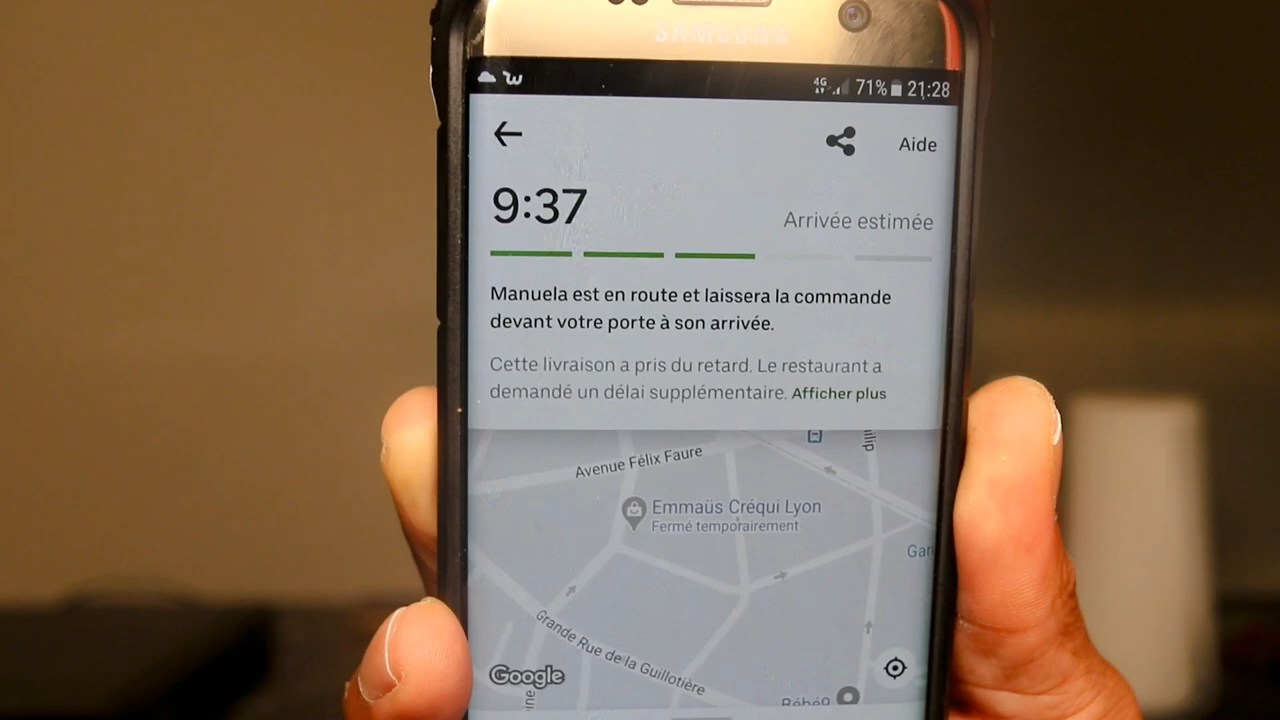 SAMSUNG
4G 71% 21:28
Aide
9:37
Arrivée estimée
Manuela est en route et laissera la commande
devant votre porte à son arrivée.
Cette livraison a pris du retard. Le restaurant a
demandé un délai supplémentaire. Afficher plus
Avenue Félix Faure
Emmaüs Créqui Lyon
Fermé temporairement
Gar
Grande Rue de la Guillotière
Google